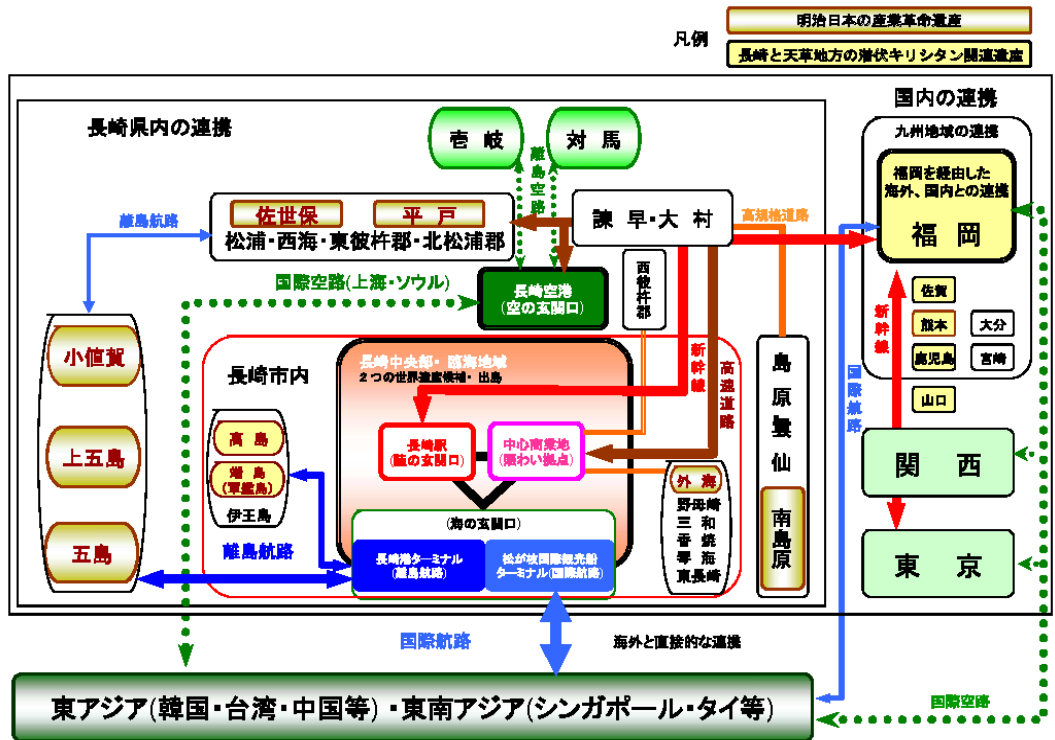 凡例
明治日本の産業革命遺産
長崎と天草地方の潜伏キリシタン関連遺産
長崎県内の連携
国内の連携
九州地域の連携
壱岐
対馬
離島空路
福岡を経由した
海外、国内との連携
福岡
離島航路
佐世保
平戸
松浦・西海・東彼杵郡・北松浦郡
諫早・大村
高規格道路
国際空路(上海・ソウル)
長崎空港
(空の玄関口)
西彼杵郡
佐賀
熊本
大分
鹿児島
宮崎
山口
新幹線
国際航路
小値賀
上五島
五島
長崎市内
長崎中央部・臨海地域
2つの世界遺産候補・出島
新幹線
高速道路
島原・雲仙
南島原
高島
端島
(軍艦島)
伊王島
長崎駅
(陸の玄関口)
中心商業地
(賑わい拠点)
外海
野母崎
三和
香焼
琴海
東長崎
関西
東京
(海の玄関口)
離島航路
長崎港ターミナル
(離島航路)
松が枝国際観光船
ターミナル(国際航路)
国際航路
海外と直接的な連携
国際空路
東アジア(韓国・台湾・中国等)・東南アジア(シンガポール・タイ等)